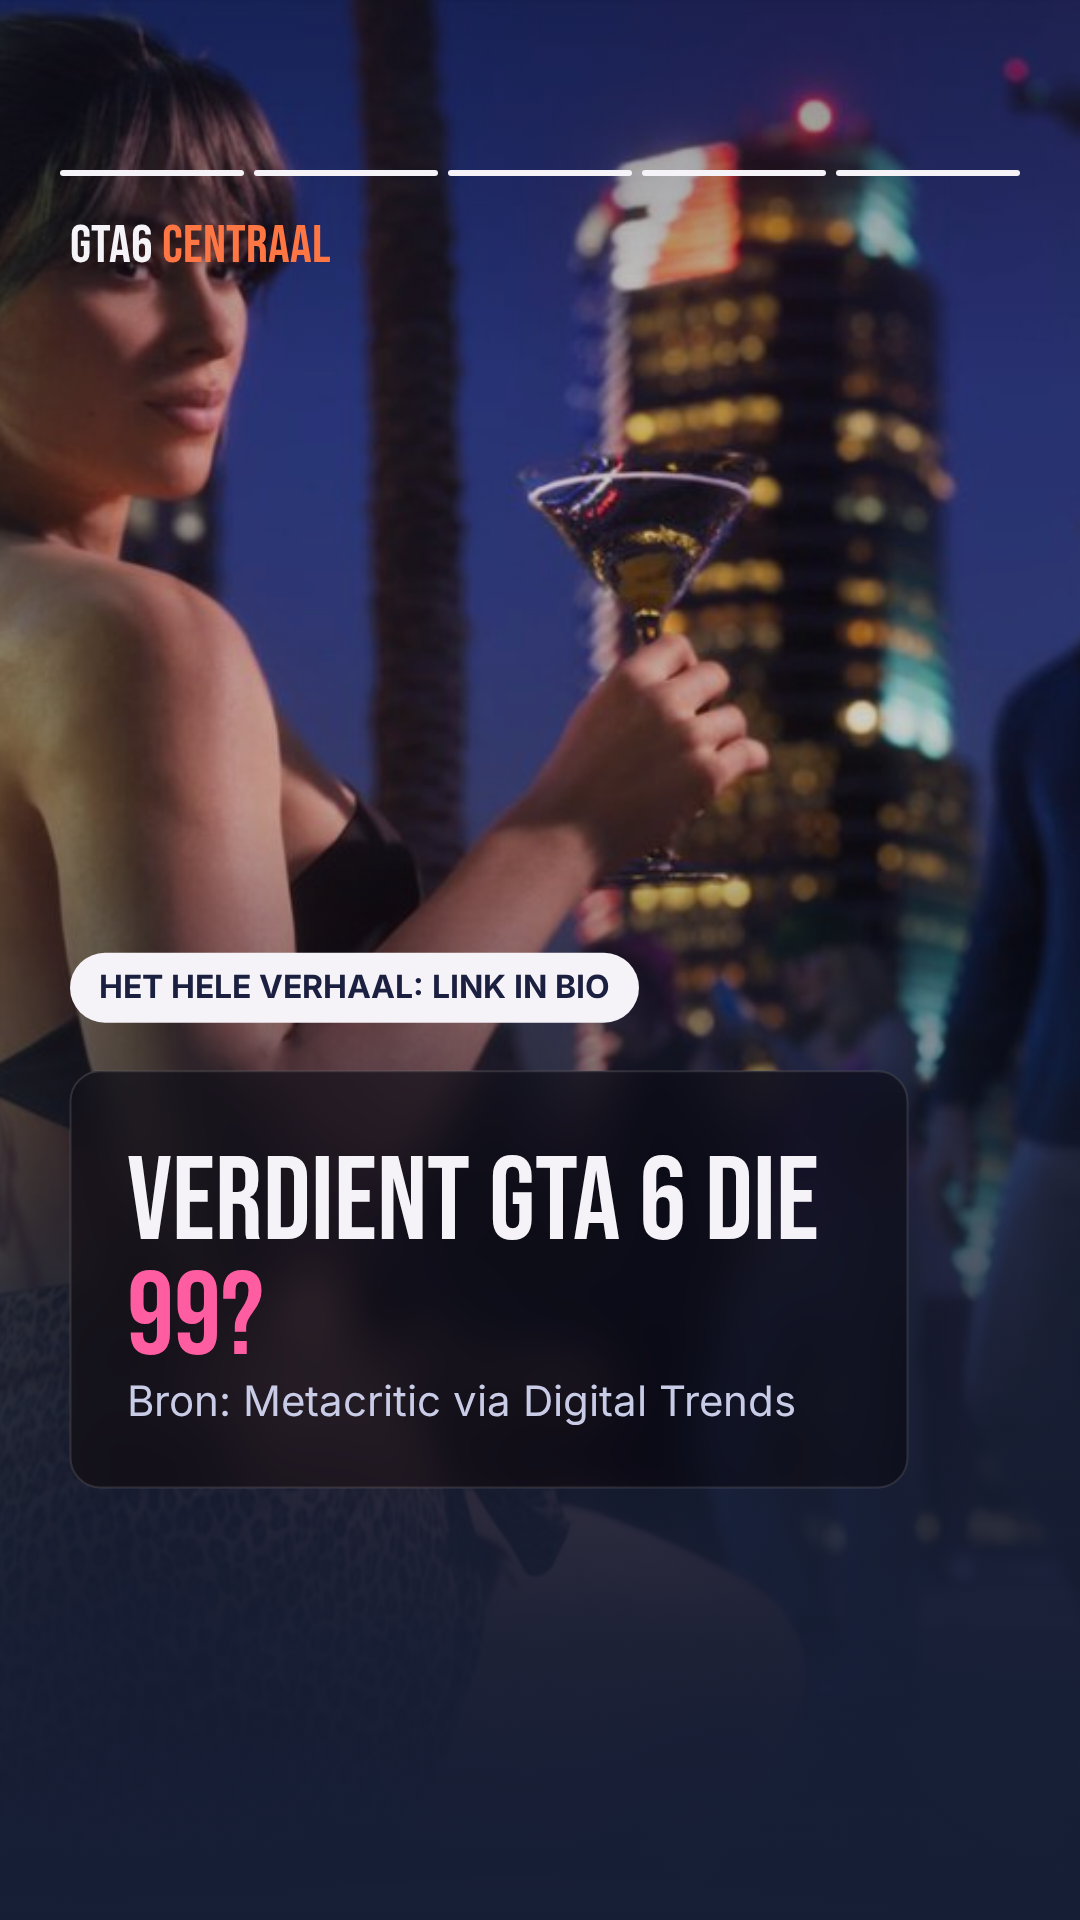 GTA6 CENTRAAL
HET HELE VERHAAL: LINK IN BIO
VERDIENT GTA 6 DIE
99?
Bron: Metacritic via Digital Trends